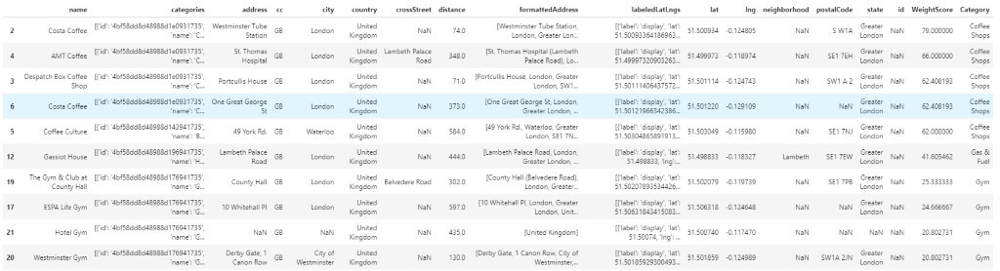 name categories address cc city country crossStreet distance formattedAddress labeledLatLngs lat lng neighborhood postalCode state id WeightScore Category
2 Costa Coffee [{'id': '4bf58dd8d48988d1e0931735', 'name': 'C... Westminster Tube Station GB London United Kingdom NaN 74.0 [Westminster Tube Station, London, Greater Lon... [{'label': 'display', 'lat': 51.50093364186963... 51.500934 -0.124805 NaN S W1A Greater London NaN 79.000000 Coffee Shops
4 AMT Coffee [{'id': '4bf58dd8d48988d1e0931735', 'name': 'C... St. Thomas Hospital GB London United Kingdom Lambeth Palace Road 348.0 [St. Thomas Hospital (Lambeth Palace Road), Lo... [{'label': 'display', 'lat': 51.49997320903263... 51.499973 -0.118974 NaN SE1 7EH Greater London NaN 66.000000 Coffee Shops
3 Despatch Box Coffee Shop [{'id': '4bf58dd8d48988d1e0931735', 'name': 'C... Portcullis House GB London United Kingdom NaN 71.0 [Portcullis House, London, Greater London, SW1... [{'label': 'display', 'lat': 51.50111406437572... 51.501114 -0.124743 NaN SW1 A 2 Greater London NaN 62.408193 Coffee Shops
6 Costa Coffee [{'id': '4bf58dd8d48988d1e0931735', 'name': 'C... One Great George St GB London United Kingdom NaN 373.0 [One Great George St, London, Greater London, ... [{'label': 'display', 'lat': 51.50121966342386... 51.501220 -0.129109 NaN NaN Greater London NaN 62.408193 Coffee Shops
5 Coffee Culture [{'id': '4bf58dd8d48988d143941735', 'name': 'B... 49 York Rd. GB Waterloo United Kingdom NaN 584.0 [49 York Rd., Waterloo, Greater London, SE1 7N... [{'label': 'display', 'lat': 51.50304865891913... 51.503049 -0.115980 NaN SE1 7NJ Greater London NaN 62.000000 Coffee Shops
12 Gassiot House [{'id': '4bf58dd8d48988d196941735', 'name': 'H... Lambeth Palace Road GB London United Kingdom NaN 444.0 [Lambeth Palace Road, London, Greater London, ... [{'label': 'display', 'lat': 51.498833, 'lng':... 51.498833 -0.118327 Lambeth SE1 7EW Greater London NaN 41.605462 Gas & Fuel
19 The Gym & Club at County Hall [{'id': '4bf58dd8d48988d176941735', 'name': 'G... County Hall GB London United Kingdom Belvedere Road 302.0 [County Hall (Belvedere Road), London, Greater... [{'label': 'display', 'lat': 51.50207893534426... 51.502079 -0.119739 NaN SE1 7PB Greater London NaN 25.333333 Gym
17 ESPA Life Gym [{'id': '4bf58dd8d48988d176941735', 'name': 'G... 10 Whitehall Pl GB London United Kingdom NaN 597.0 [10 Whitehall Pl, London, Greater London, Unit... [{'label': 'display', 'lat': 51.50631843415083... 51.506318 -0.124648 NaN NaN Greater London NaN 24.666667 Gym
21 Hotel Gym [{'id': '4bf58dd8d48988d176941735', 'name': 'G... NaN GB NaN United Kingdom NaN 435.0 [United Kingdom] [{'label': 'display', 'lat': 51.50074, 'lng':... 51.500740 -0.117470 NaN NaN NaN NaN 20.802731 Gym
20 Westminster Gym [{'id': '4bf58dd8d48988d176941735', 'name': 'G... Derby Gate, 1 Canon Row GB City of Westminster United Kingdom NaN 130.0 [Derby Gate, 1 Canon Row, City of Westminster,... [{'label': 'display', 'lat': 51.50185929300493... 51.501859 -0.124989 NaN SW1A 2JN Greater London NaN 20.802731 Gym